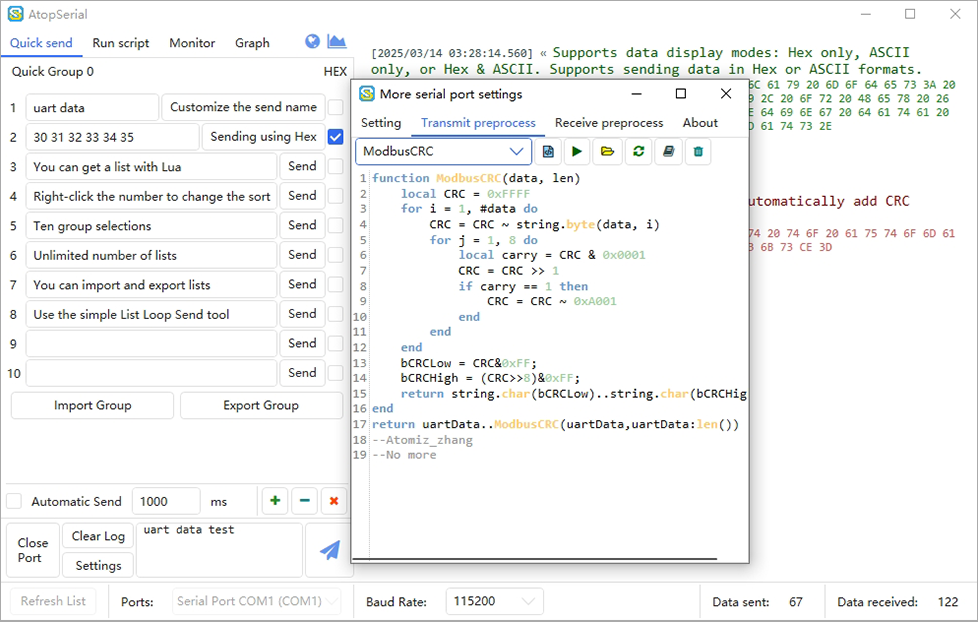 AtopSerial
Quick send Run script Monitor Graph
Quick Group 0 HEX
1 uart data Customize the send name
2 30 31 32 33 34 35 Sending using Hex
3 You can get a list with Lua Send
4 Right-click the number to change the sort Send
5 Ten group selections Send
6 Unlimited number of lists Send
7 You can import and export lists Send
8 Use the simple List Loop Send tool Send
9 Send
10 Send
Import Group Export Group
Automatic Send 1000 ms
Close Port
Clear Log
Settings
uart data test
Refresh List Ports: Serial Port COM1 (COM1) Baud Rate: 115200 Data sent: 67 Data received: 122
[2025/03/14 03:28:14.560] « Supports data display modes: Hex only, ASCII
only, or Hex & ASCII. Supports sending data in Hex or ASCII formats.
6C 61 79 20 6D 6F 64 65 73 3A 20
2C 20 6F 72 20 48 65 78 20 26
64 69 6E 67 20 64 61 74 61 20
61 74 73 2E
utomatically add CRC
74 20 74 6F 20 61 75 74 6F 6D 61
6B 73 CE 3D
More serial port settings
Setting Transmit preprocess Receive preprocess About
ModbusCRC
1 function ModbusCRC(data, len)
2 local CRC = 0xFFFF
3 for i = 1, #data do
4 CRC = CRC ~ string.byte(data, i)
5 for j = 1, 8 do
6 local carry = CRC & 0x0001
7 CRC = CRC >> 1
8 if carry == 1 then
9 CRC = CRC ~ 0xA001
10 end
11 end
12 end
13 bCRCLow = CRC&0xFF;
14 bCRCHigh = (CRC>>8)&0xFF;
15 return string.char(bCRCLow)..string.char(bCRCHig
16 end
17 return uartData..ModbusCRC(uartData,uartData:len())
18 --Atomiz_zhang
19 --No more